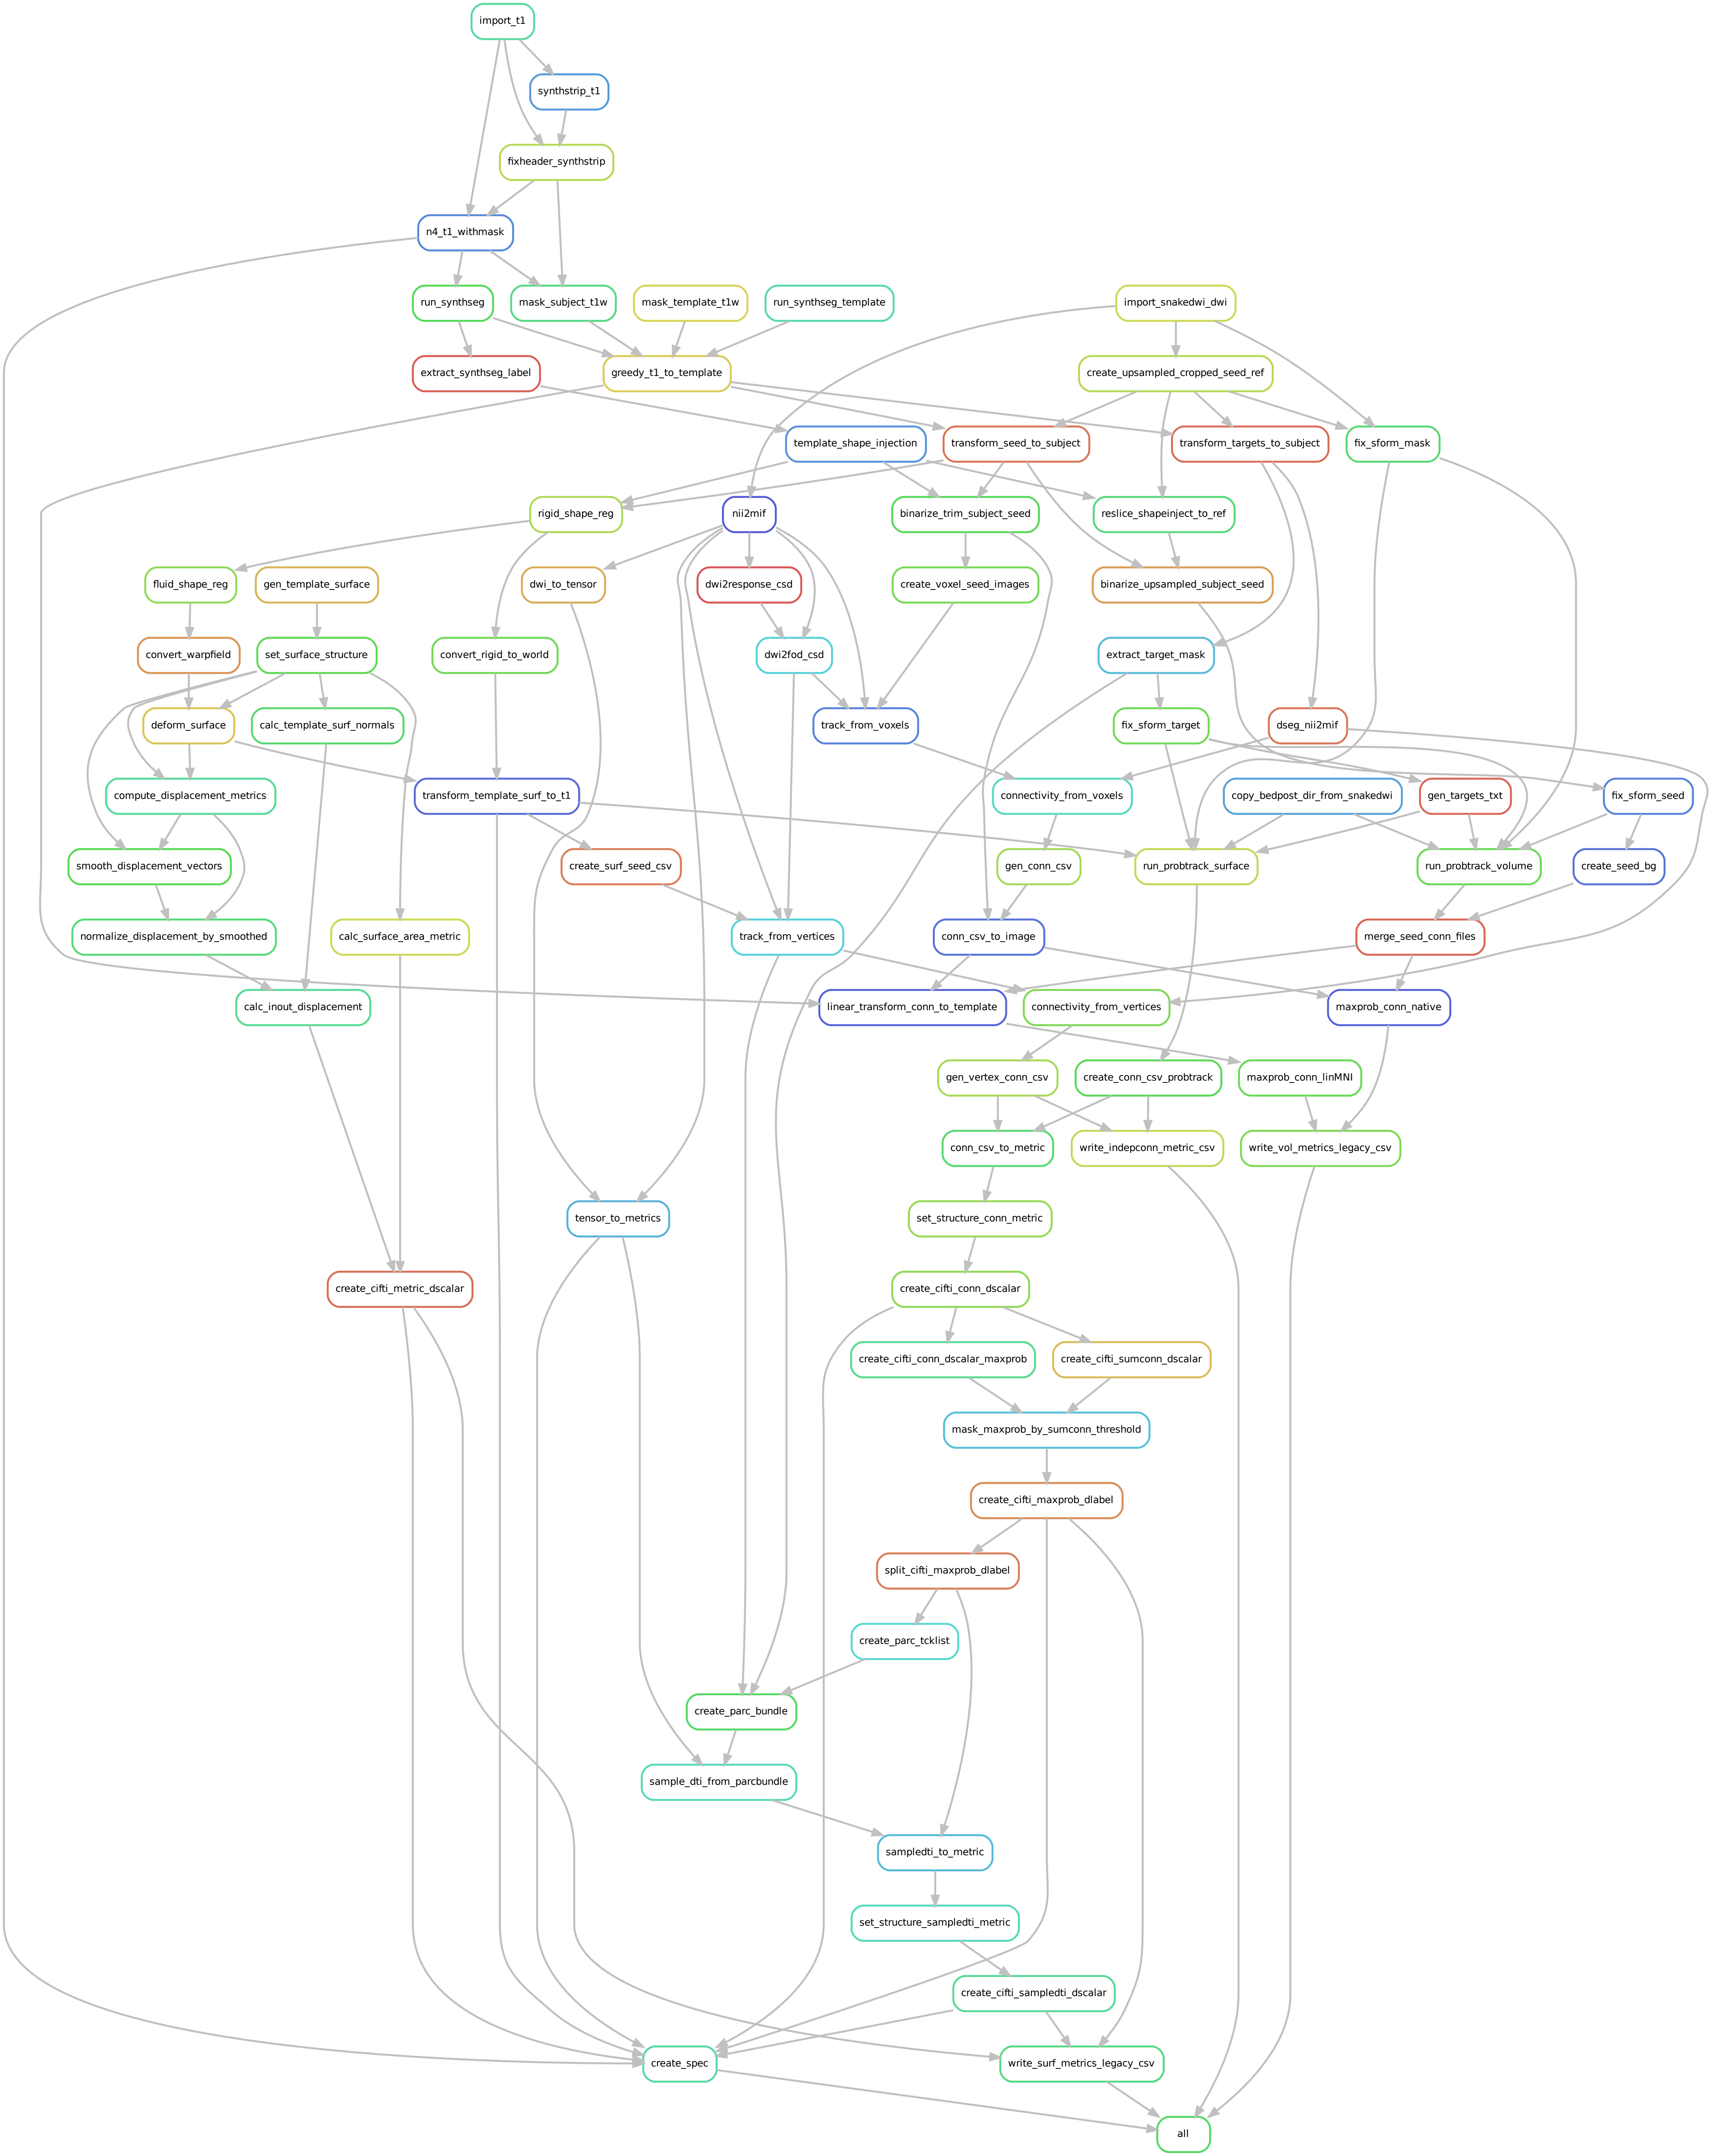 import_t1
synthstrip_t1
fixheader_synthstrip
n4_t1_withmask
run_synthseg
mask_subject_t1w
mask_template_t1w
run_synthseg_template
import_snakedwi_dwi
extract_synthseg_label
greedy_t1_to_template
create_upsampled_cropped_seed_ref
template_shape_injection
transform_seed_to_subject
transform_targets_to_subject
fix_sform_mask
rigid_shape_reg
nii2mif
binarize_trim_subject_seed
reslice_shapeinject_to_ref
fluid_shape_reg
gen_template_surface
dwi_to_tensor
dwi2response_csd
create_voxel_seed_images
binarize_upsampled_subject_seed
convert_warpfield
set_surface_structure
convert_rigid_to_world
dwi2fod_csd
extract_target_mask
deform_surface
calc_template_surf_normals
track_from_voxels
fix_sform_target
dseg_nii2mif
compute_displacement_metrics
transform_template_surf_to_t1
connectivity_from_voxels
copy_bedpost_dir_from_snakedwi
gen_targets_txt
fix_sform_seed
smooth_displacement_vectors
create_surf_seed_csv
gen_conn_csv
run_probtrack_surface
run_probtrack_volume
create_seed_bg
normalize_displacement_by_smoothed
calc_surface_area_metric
track_from_vertices
conn_csv_to_image
merge_seed_conn_files
calc_inout_displacement
linear_transform_conn_to_template
connectivity_from_vertices
maxprob_conn_native
gen_vertex_conn_csv
create_conn_csv_probtrack
maxprob_conn_linMNI
conn_csv_to_metric
write_indepconn_metric_csv
write_vol_metrics_legacy_csv
tensor_to_metrics
set_structure_conn_metric
create_cifti_metric_dscalar
create_cifti_conn_dscalar
create_cifti_conn_dscalar_maxprob
create_cifti_sumconn_dscalar
mask_maxprob_by_sumconn_threshold
create_cifti_maxprob_dlabel
split_cifti_maxprob_dlabel
create_parc_tcklist
create_parc_bundle
sample_dti_from_parcbundle
sampledti_to_metric
set_structure_sampledti_metric
create_cifti_sampledti_dscalar
create_spec
write_surf_metrics_legacy_csv
all